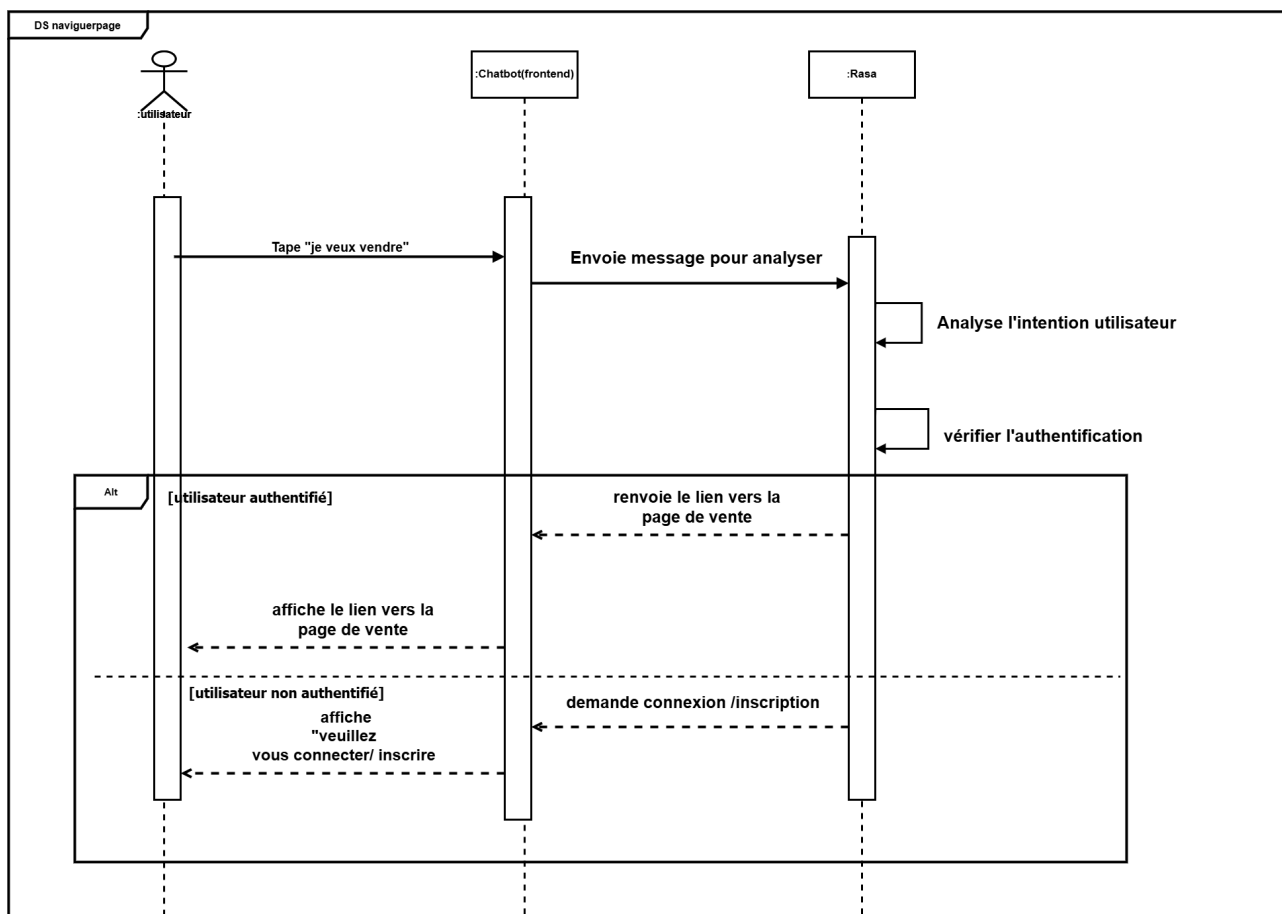 DS naviguerpage
:utilisateur
:Chatbot(frontend)
:Rasa
Tape "je veux vendre"
Envoie message pour analyser
Analyse l'intention utilisateur
vérifier l'authentification
Alt
[utilisateur authentifié]
renvoie le lien vers la
page de vente
affiche le lien vers la
page de vente
[utilisateur non authentifié]
demande connexion /inscription
affiche
"veuillez
vous connecter/ inscrire